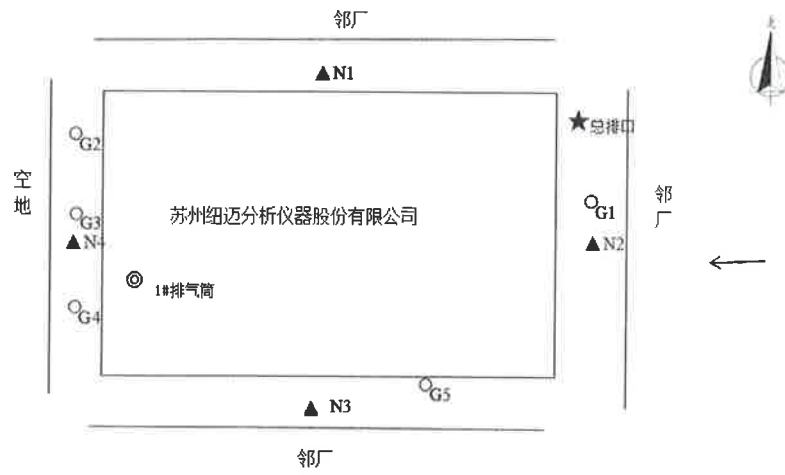 邻厂
北
▲N1
★总排口
G2
空地
G3
苏州纽迈分析仪器股份有限公司
G1
邻厂
▲N4
▲N2
1#排气筒
G4
G5
▲N3
邻厂